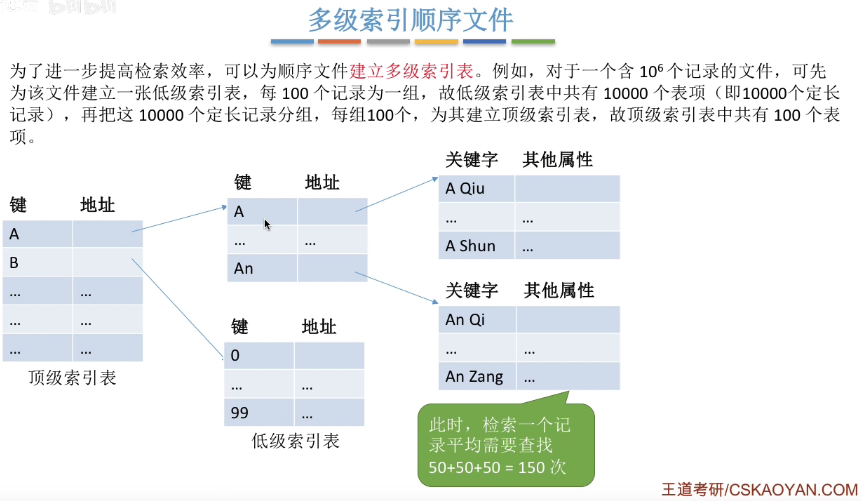 bilibili
多级索引顺序文件
为了进一步提高检索效率，可以为顺序文件建立多级索引表。例如，对于一个含 10⁶ 个记录的文件，可先
为该文件建立一张低级索引表，每 100 个记录为一组，故低级索引表中共有 10000 个表项（即10000个定长
记录），再把这 10000 个定长记录分组，每组100个，为其建立顶级索引表，故顶级索引表中共有 100 个表
项。
键 地址
A
B
... ...
... ...
... ...
顶级索引表
键 地址
A
... ...
An
键 地址
0
... ...
99 ...
低级索引表
关键字 其他属性
A Qiu
... ...
A Shun ...
关键字 其他属性
An Qi
... ...
An Zang ...
此时，检索一个记
录平均需要查找
50+50+50 = 150 次
王道考研/CSKAOYAN.COM